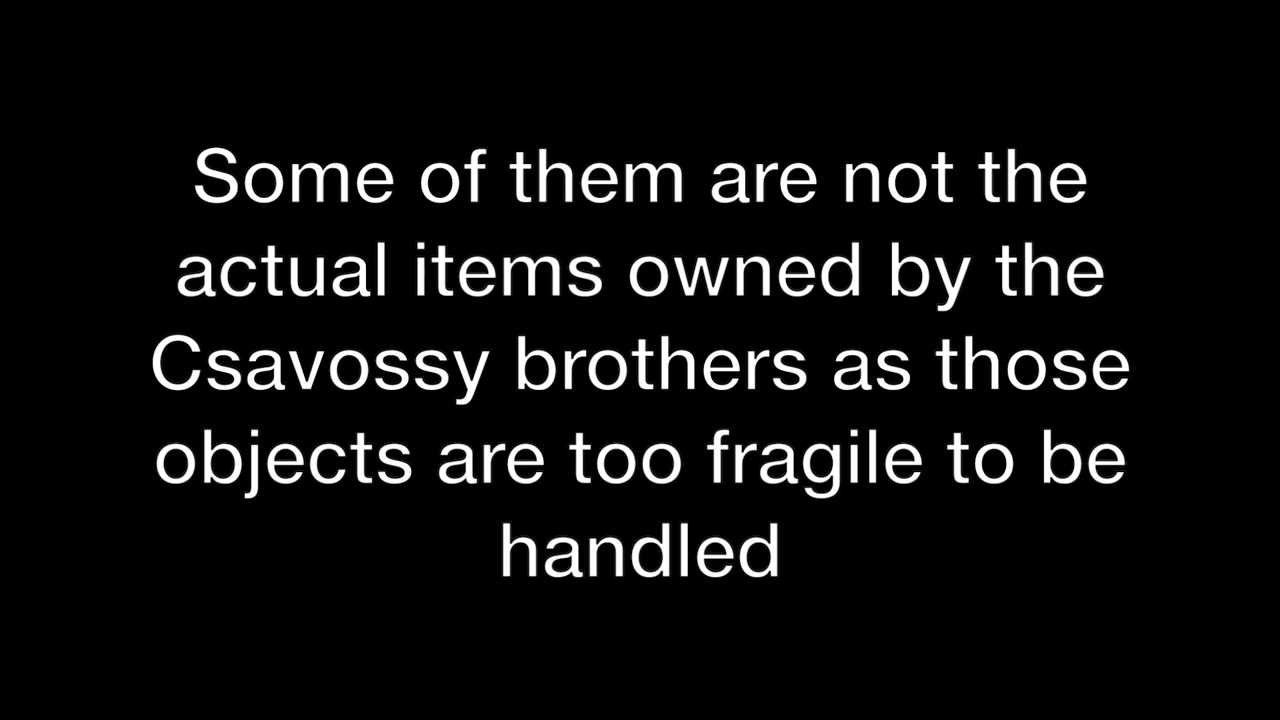 Some of them are not the
actual items owned by the
Csavossy brothers as those
objects are too fragile to be
handled